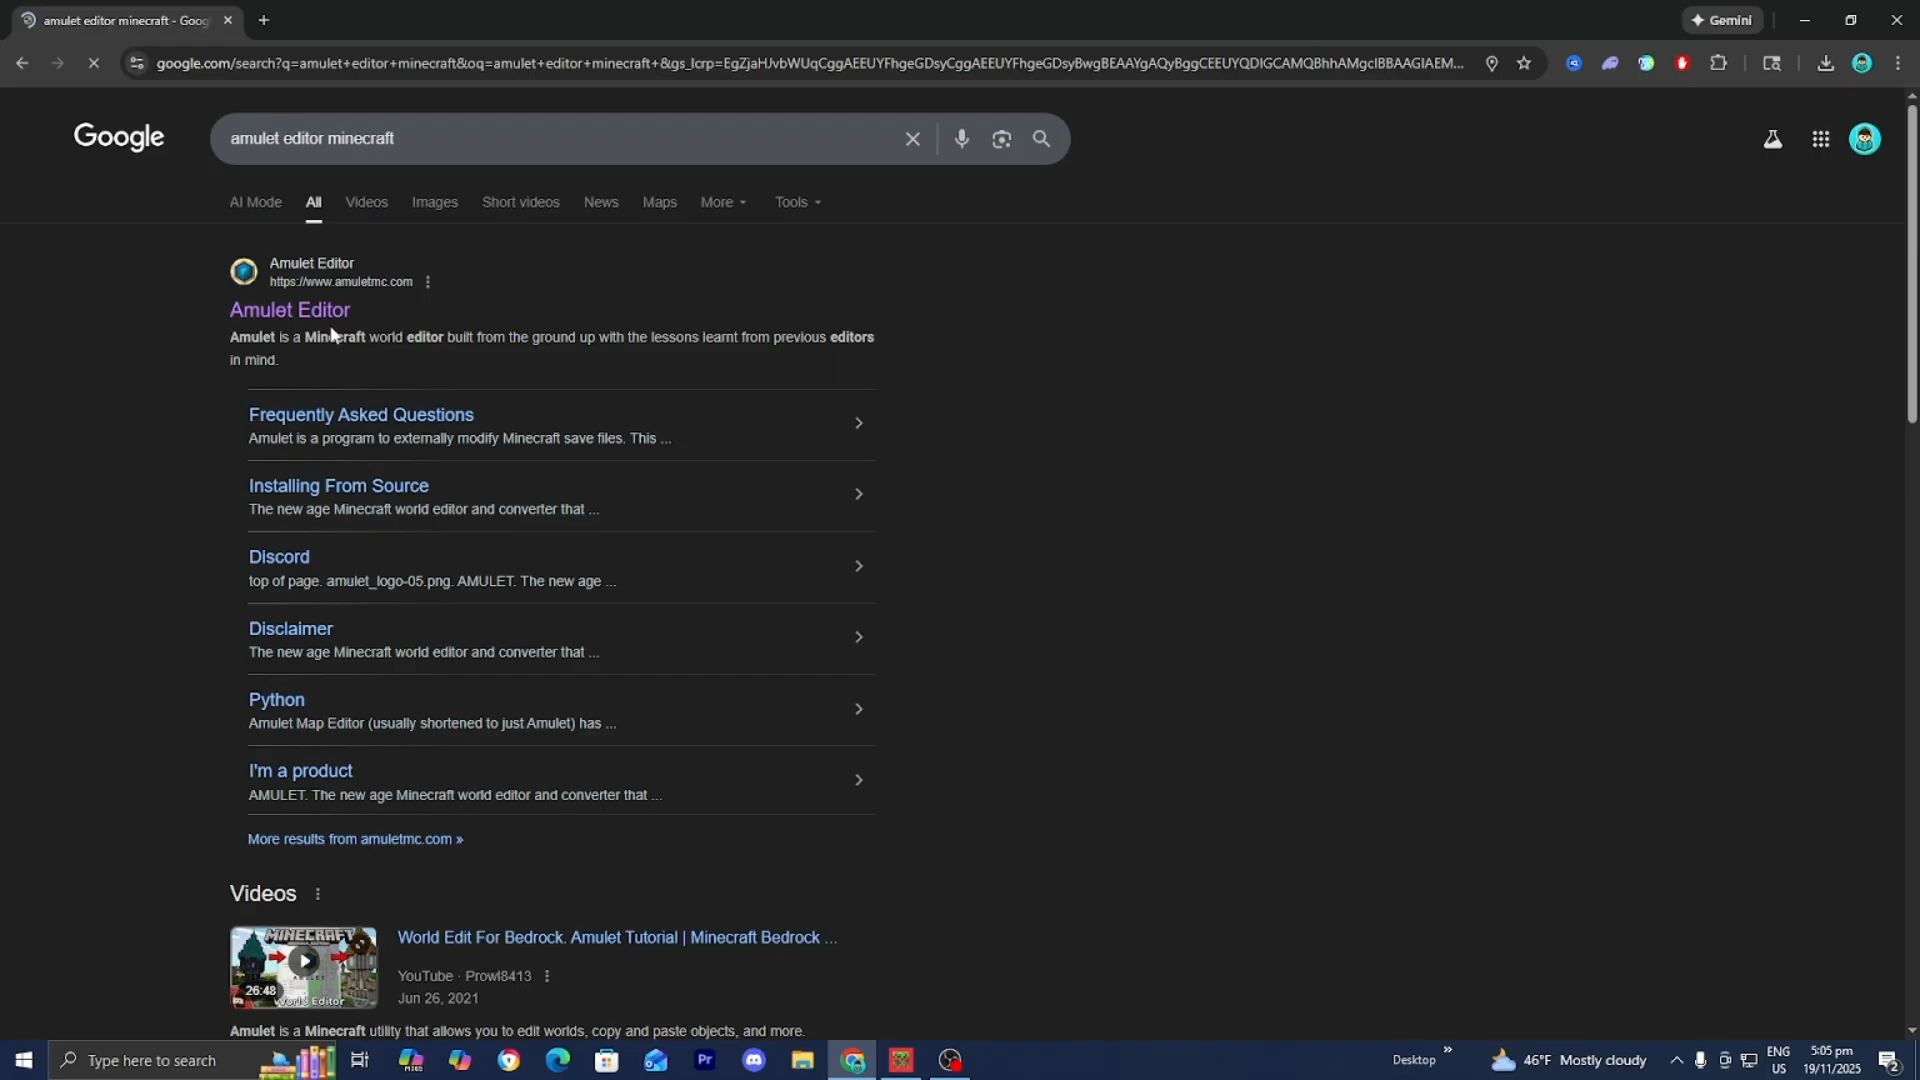 amulet editor minecraft - Goog
Gemini
google.com/search?q=amulet+editor+minecraft&oq=amulet+editor+minecraft+&gs_lcrp=EgZjaHJvbWUqCggAEEUYFhgeGDsyCggAEEUYFhgeGDsyBwgBEAAYgAQyBggCEEUYQDIGCAMQBhhAMgcIBBAAGIAEM...
Google
amulet editor minecraft
AI Mode
All
Videos
Images
Short videos
News
Maps
More
Tools
Amulet Editor
https://www.amuletmc.com
Amulet Editor
Amulet is a Minecraft world editor built from the ground up with the lessons learnt from previous editors
in mind.
Frequently Asked Questions
Amulet is a program to externally modify Minecraft save files. This ...
Installing From Source
The new age Minecraft world editor and converter that ...
Discord
top of page. amulet_logo-05.png. AMULET. The new age ...
Disclaimer
The new age Minecraft world editor and converter that ...
Python
Amulet Map Editor (usually shortened to just Amulet) has ...
I'm a product
AMULET. The new age Minecraft world editor and converter that ...
More results from amuletmc.com »
Videos
MINECRAFT
26:48
World Editor
World Edit For Bedrock. Amulet Tutorial | Minecraft Bedrock ...
YouTube · Prowl8413
Jun 26, 2021
Amulet is a Minecraft utility that allows you to edit worlds, copy and paste objects, and more.
Type here to search
M365
Pr
Desktop
46°F Mostly cloudy
ENG
US
5:05 pm
19/11/2025
2